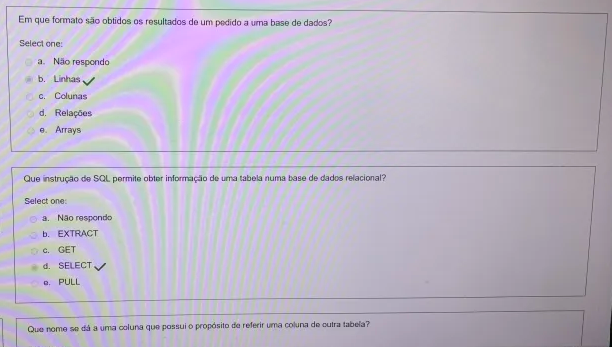 Em que formato são obtidos os resultados de um pedido a uma base de dados?
Select one:
a. Não respondo
b. Linhas
c. Colunas
d. Relações
e. Arrays
Que instrução de SQL permite obter informação de uma tabela numa base de dados relacional?
Select one:
a. Não respondo
b. EXTRACT
c. GET
d. SELECT
e. PULL
Que nome se dá a uma coluna que possui o propósito de referir uma coluna de outra tabela?